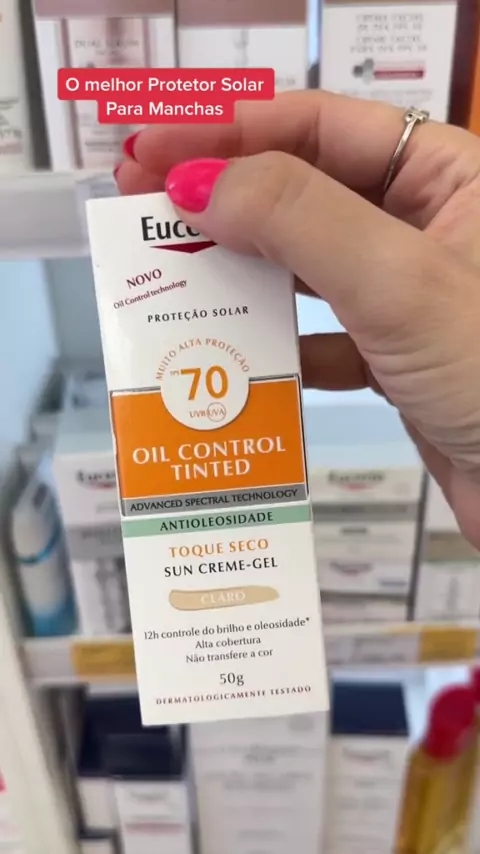 O melhor Protetor Solar
Para Manchas
NOVO
Oil Control technology
PROTEÇÃO SOLAR
MUITO ALTA PROTEÇÃO
FPS 70
UVB UVA
OIL CONTROL
TINTED
ADVANCED SPECTRAL TECHNOLOGY
ANTIOLEOSIDADE
TOQUE SECO
SUN CREME-GEL
CLARO
12h controle do brilho e oleosidade*
Alta cobertura
Não transfere a cor
50g
DERMATOLOGICAMENTE TESTADO